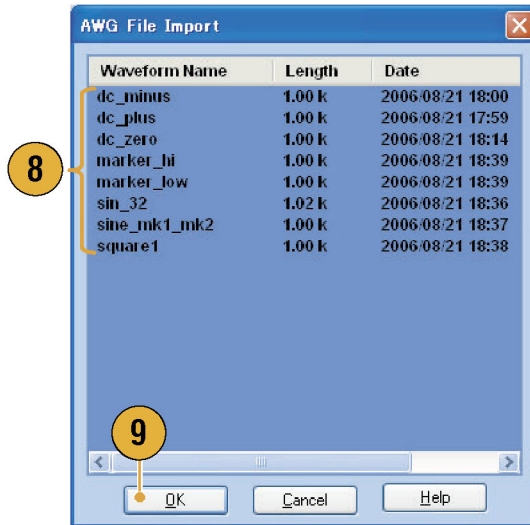 AWG File Import
Waveform Name Length Date
dc_minus 1.00 k 2006/08/21 18:00
dc_plus 1.00 k 2006/08/21 17:59
dc_zero 1.00 k 2006/08/21 18:14
marker_hi 1.00 k 2006/08/21 18:39
marker_low 1.00 k 2006/08/21 18:39
sin_32 1.02 k 2006/08/21 18:36
sine_mk1_mk2 1.00 k 2006/08/21 18:37
square1 1.00 k 2006/08/21 18:38
8
9
OK Cancel Help